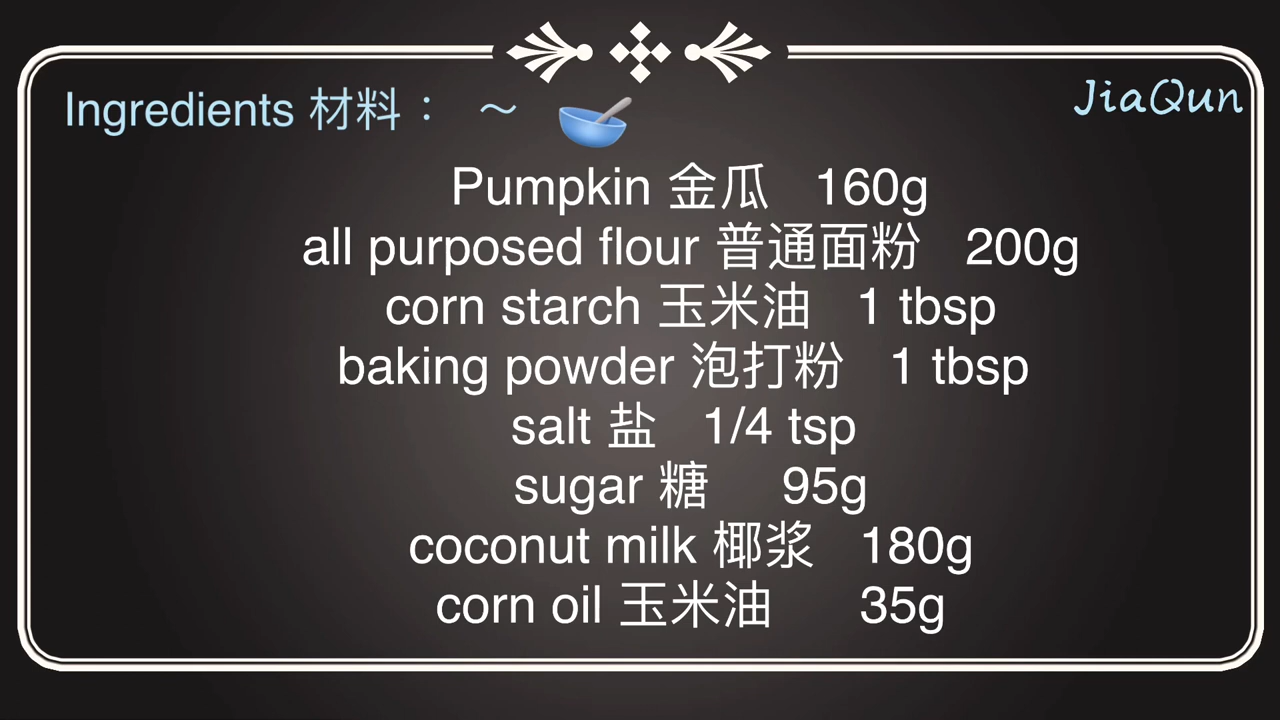 Ingredients 材料： ～
JiaQun
Pumpkin 金瓜 160g
all purposed flour 普通面粉 200g
corn starch 玉米油 1 tbsp
baking powder 泡打粉 1 tbsp
salt 盐 1/4 tsp
sugar 糖 95g
coconut milk 椰浆 180g
corn oil 玉米油 35g